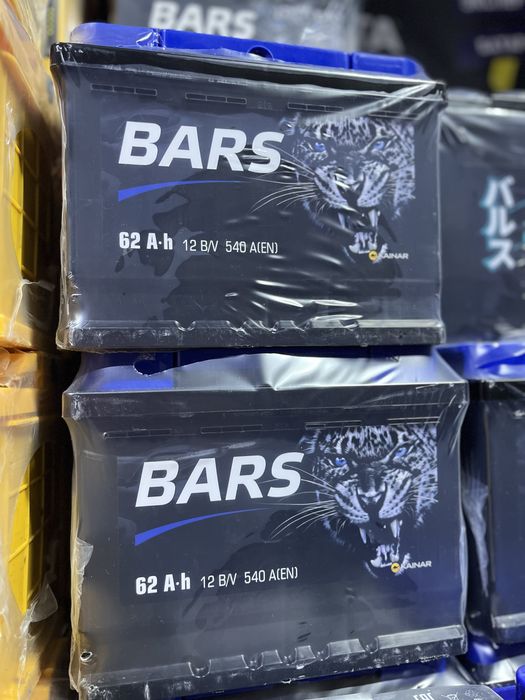 BARS
BARS
62 A·h 12 B/V 540 A(EN)
KAINAR
バルス
BARS
62 A·h 12 B/V 540 A(EN)
KAINAR